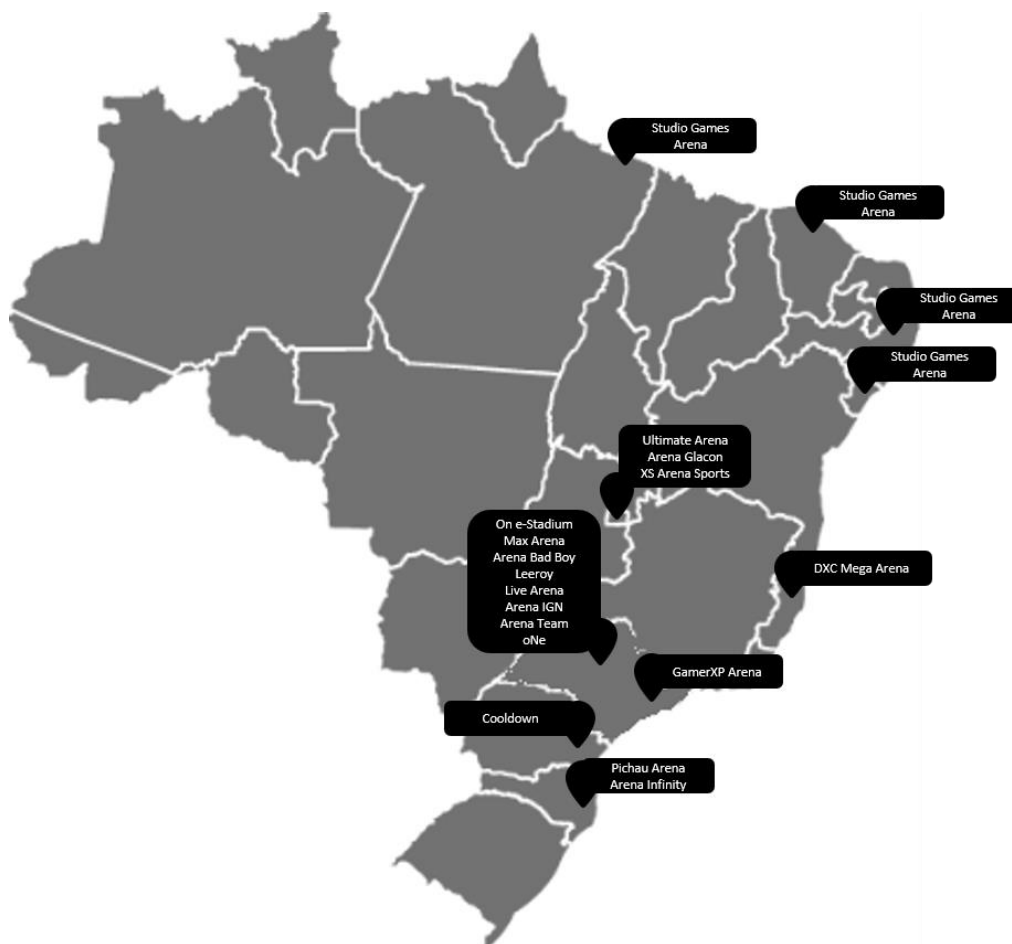 Studio Games
Arena
Studio Games
Arena
Studio Games
Arena
Studio Games
Arena
Ultimate Arena
Arena Glacon
XS Arena Sports
On e-Stadium
Max Arena
Arena Bad Boy
Leeroy
Live Arena
Arena IGN
Arena Team
oNe
DXC Mega Arena
GamerXP Arena
Cooldown
Pichau Arena
Arena Infinity